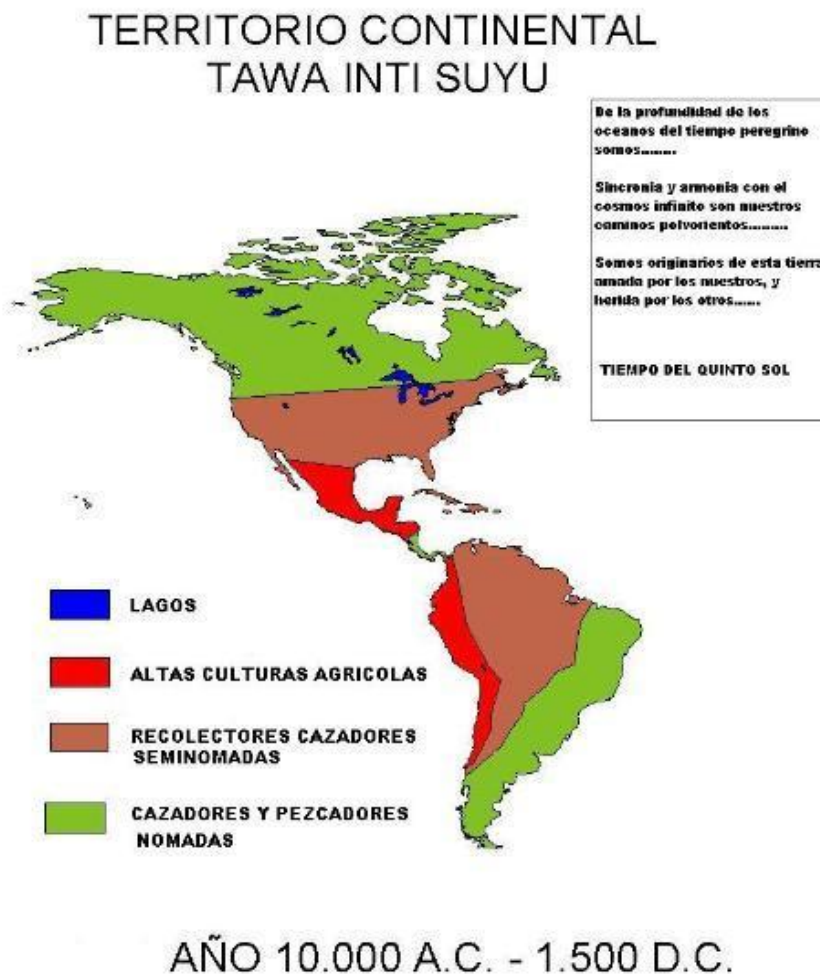 TERRITORIO CONTINENTAL
TAWA INTI SUYU
De la profundidad de los
oceanos del tiempo peregrino
somos.........
Sincronia y armonia con el
cosmos infinito son nuestros
caminos polvorientos..........
Somos originarios de esta tierra
amada por los nuestros, y
herida por los otros......
TIEMPO DEL QUINTO SOL
LAGOS
ALTAS CULTURAS AGRICOLAS
RECOLECTORES CAZADORES
SEMINOMADAS
CAZADORES Y PEZCADORES
NOMADAS
AÑO 10.000 A.C. - 1.500 D.C.